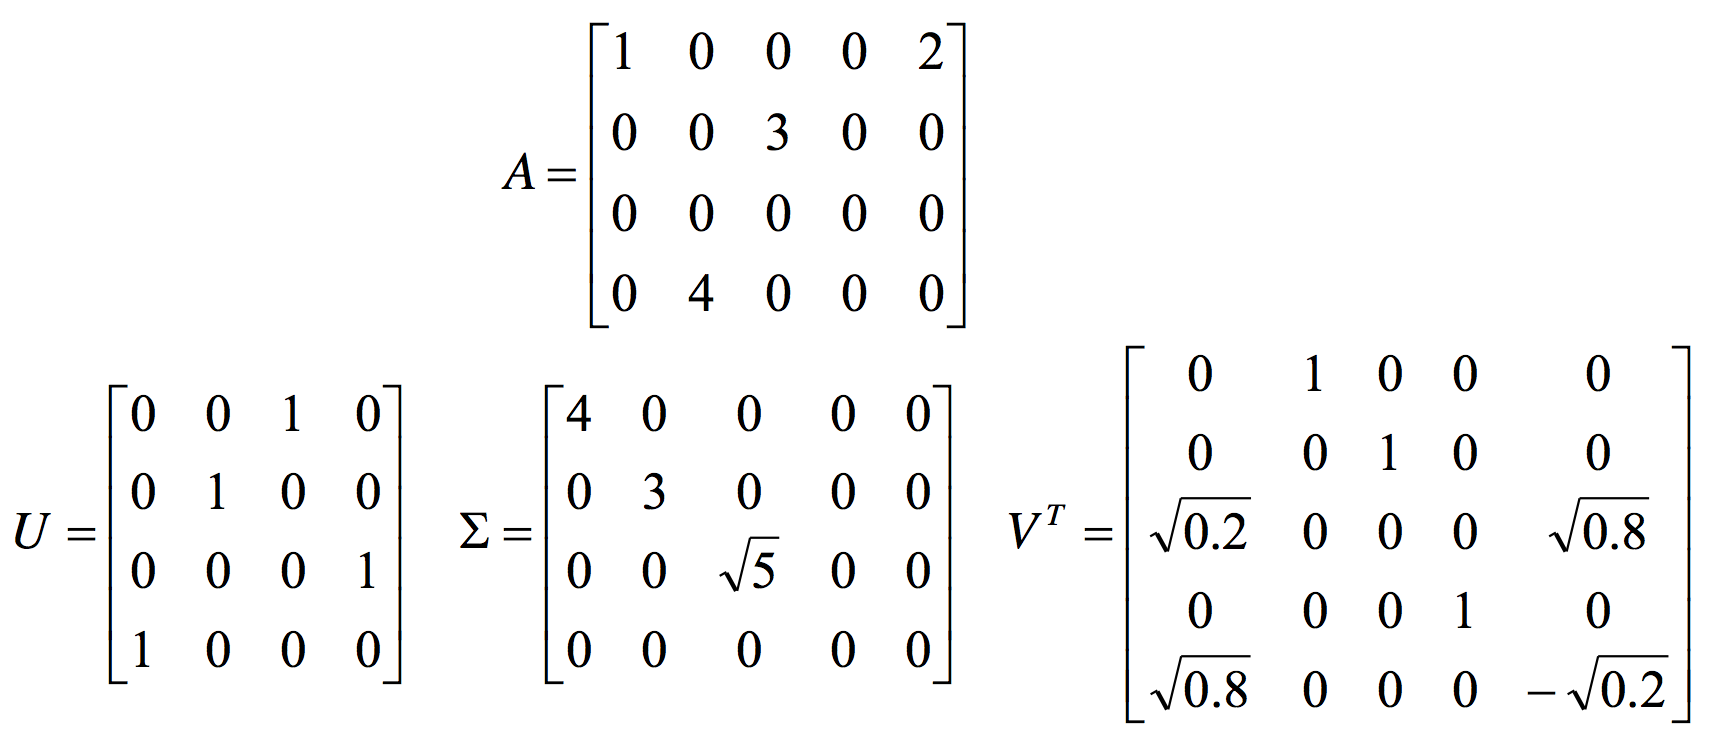 A = [1 0 0 0 2
0 0 3 0 0
0 0 0 0 0
0 4 0 0 0]
U = [0 0 1 0
0 1 0 0
0 0 0 1
1 0 0 0]
Σ = [4 0 0 0 0
0 3 0 0 0
0 0 √5 0 0
0 0 0 0 0]
V^T = [0 1 0 0 0
0 0 1 0 0
√0.2 0 0 0 √0.8
0 0 0 1 0
√0.8 0 0 0 −√0.2]